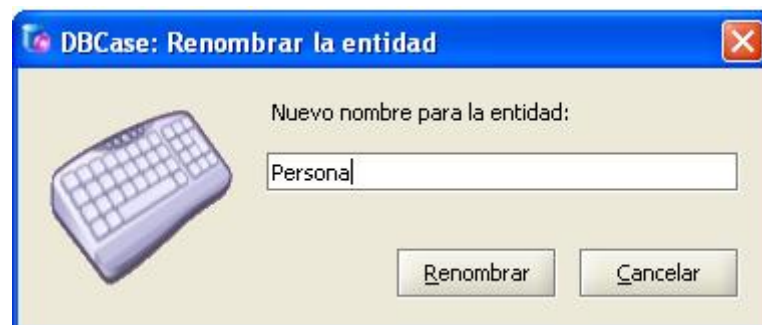 DBCase: Renombrar la entidad
Nuevo nombre para la entidad:
Persona
Renombrar Cancelar